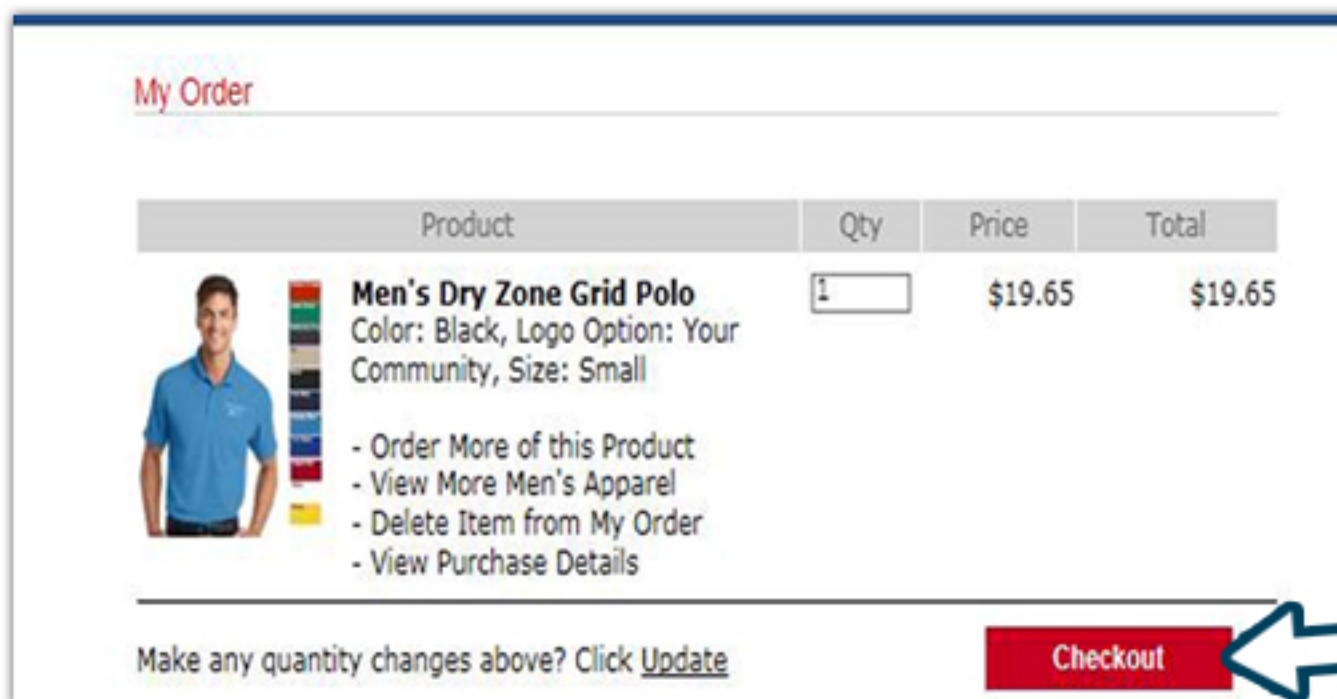 My Order
Product Qty Price Total
Men's Dry Zone Grid Polo 1 $19.65 $19.65
Color: Black, Logo Option: Your
Community, Size: Small
- Order More of this Product
- View More Men's Apparel
- Delete Item from My Order
- View Purchase Details
Make any quantity changes above? Click Update Checkout